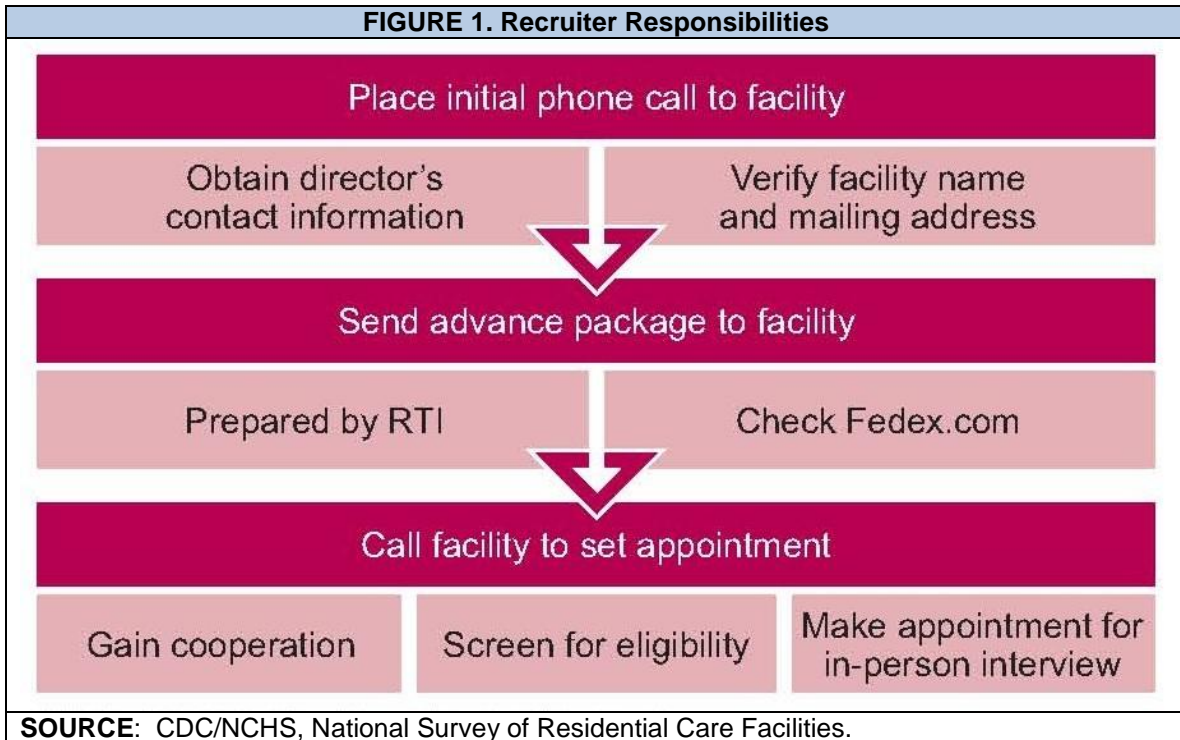 FIGURE 1. Recruiter Responsibilities
Place initial phone call to facility
Obtain director's
contact information
Verify facility name
and mailing address
Send advance package to facility
Prepared by RTI
Check Fedex.com
Call facility to set appointment
Gain cooperation
Screen for eligibility
Make appointment for
in-person interview
SOURCE: CDC/NCHS, National Survey of Residential Care Facilities.